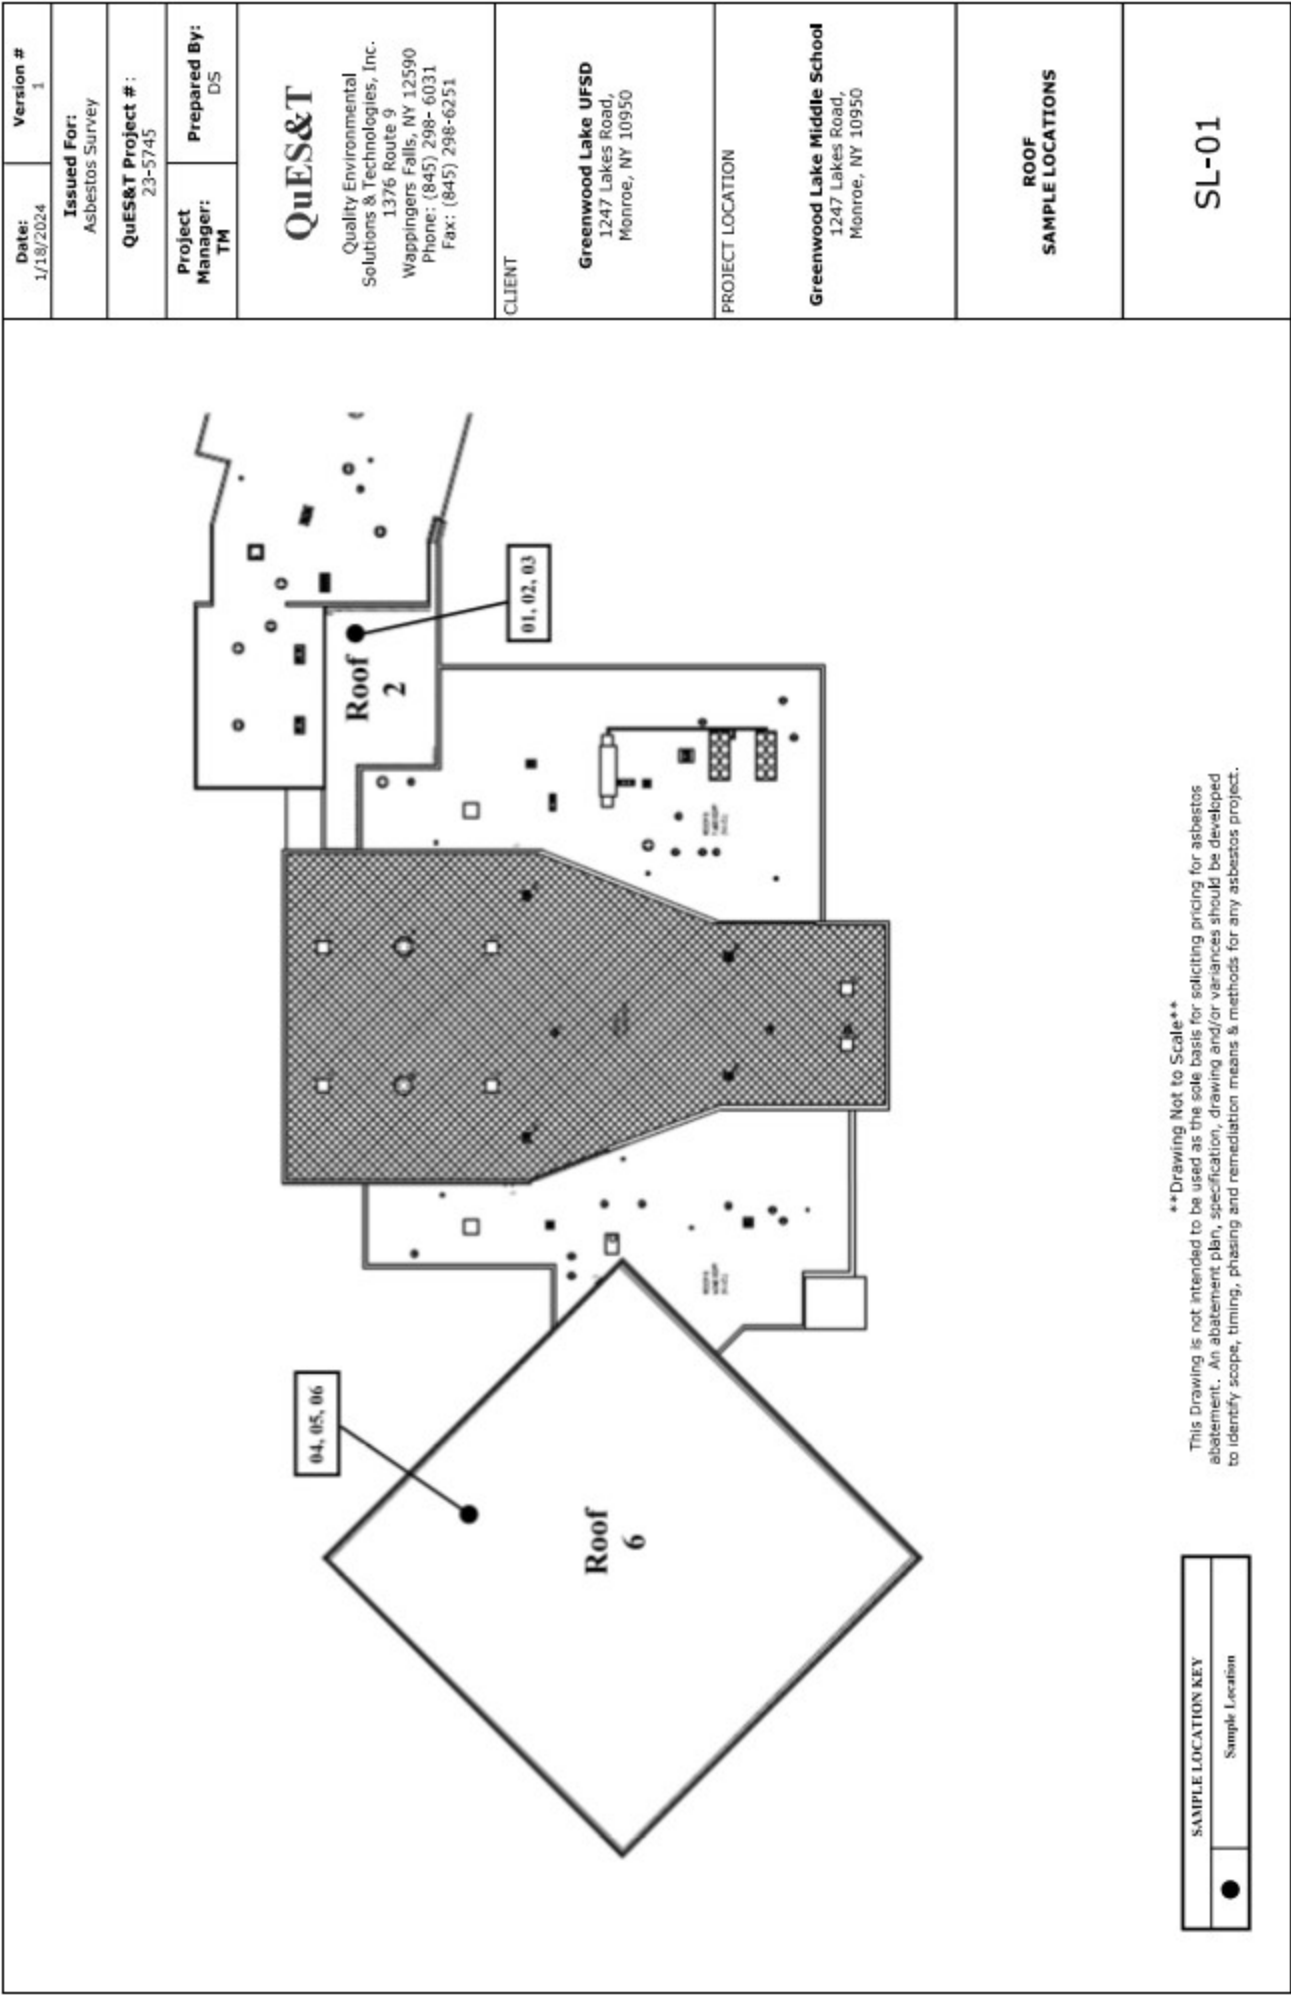 Date:
1/18/2024
Version #
1
Issued For:
Asbestos Survey
QuES&T Project #:
23-5745
Project
Manager:
TM
Prepared By:
DS
QuES&T
Quality Environmental
Solutions & Technologies, Inc.
1376 Route 9
Wappingers Falls, NY 12590
Phone: (845) 298- 6031
Fax: (845) 298-6251
CLIENT
Greenwood Lake UFSD
1247 Lakes Road,
Monroe, NY 10950
PROJECT LOCATION
Greenwood Lake Middle School
1247 Lakes Road,
Monroe, NY 10950
ROOF
SAMPLE LOCATIONS
SL-01
04, 05, 06
Roof
6
Roof
2
01, 02, 03
**Drawing Not to Scale**
This Drawing is not intended to be used as the sole basis for soliciting pricing for asbestos
abatement. An abatement plan, specification, drawing and/or variances should be developed
to identify scope, timing, phasing and remediation means & methods for any asbestos project.
SAMPLE LOCATION KEY
Sample Location